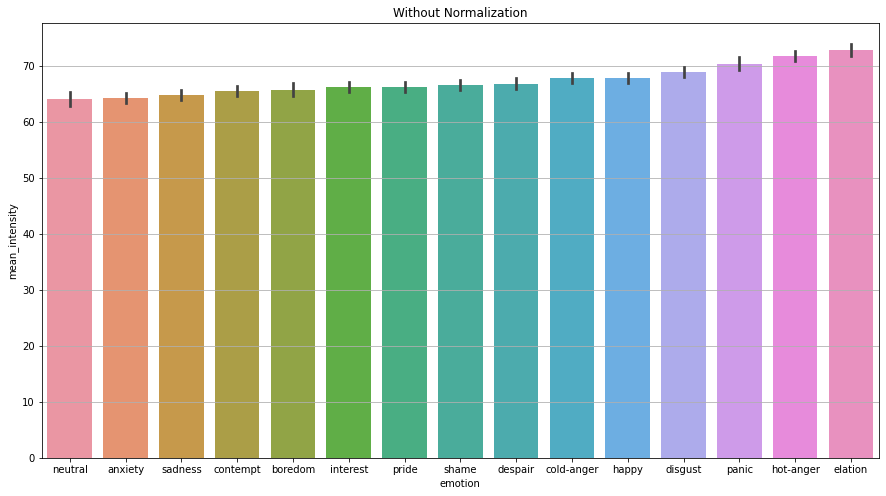 Without Normalization
mean_intensity
70
60
50
40
30
20
10
0
neutral anxiety sadness contempt boredom interest pride shame despair cold-anger happy disgust panic hot-anger elation
emotion